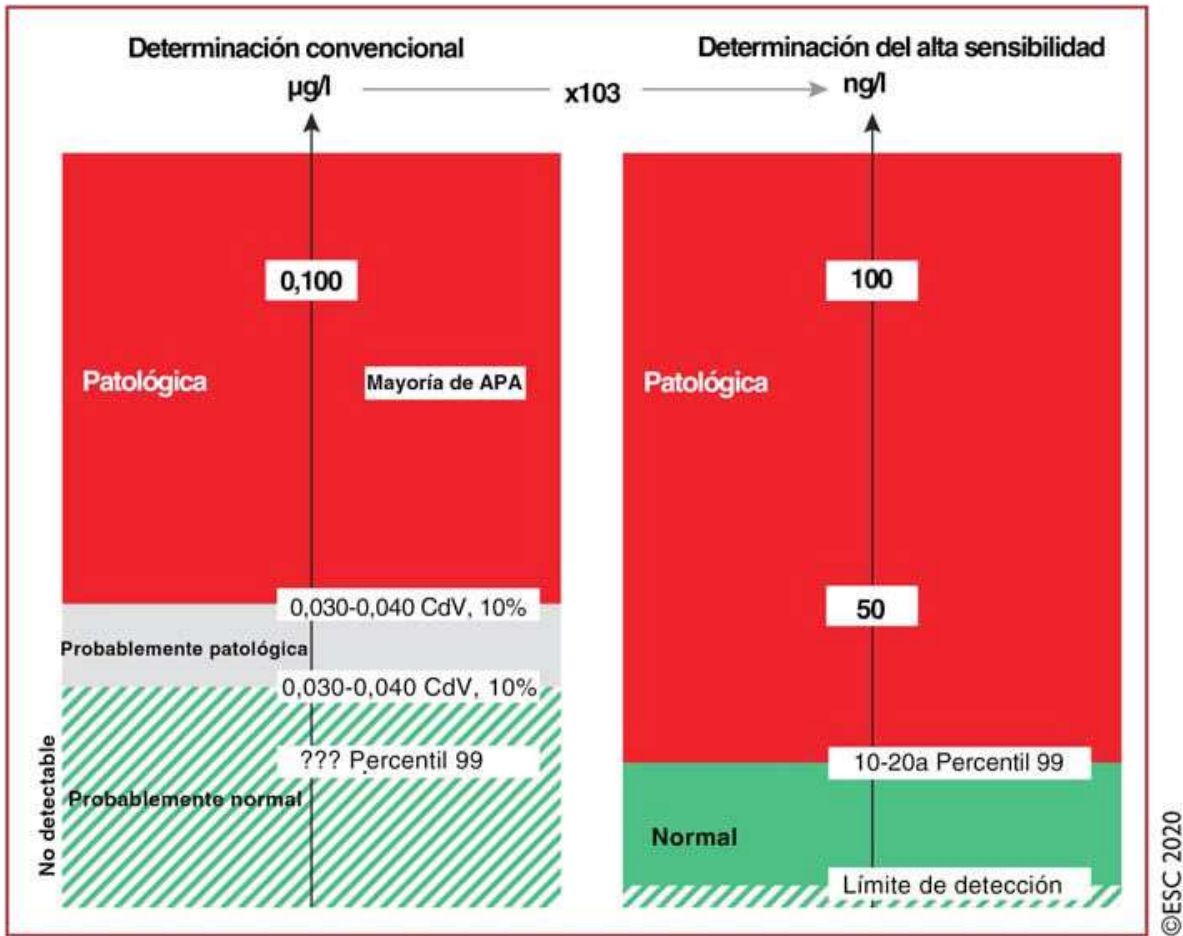 Determinación convencional
µg/l
x103
Determinación del alta sensibilidad
ng/l
0,100
Patológica
Mayoría de APA
0,030-0,040 CdV, 10%
Probablemente patológica
0,030-0,040 CdV, 10%
??? Percentil 99
Probablemente normal
No detectable
100
Patológica
50
10-20a Percentil 99
Normal
Límite de detección
©ESC 2020